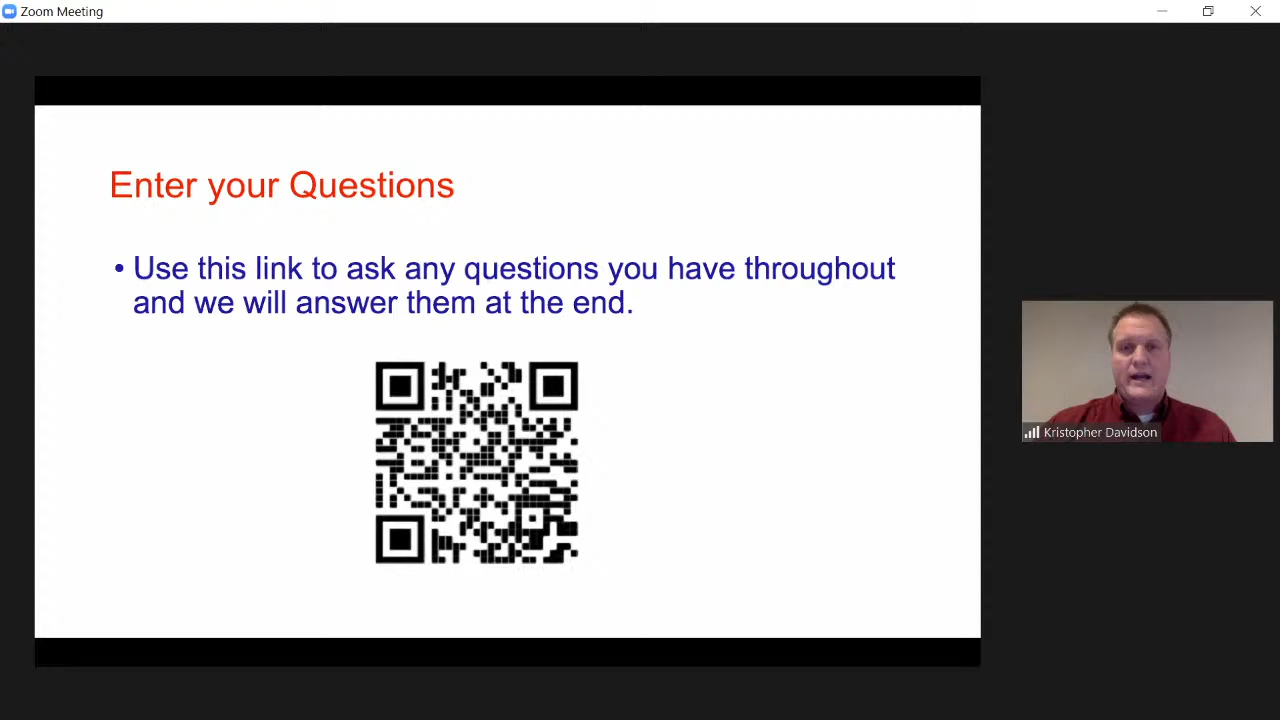 Zoom Meeting
Enter your Questions
• Use this link to ask any questions you have throughout
and we will answer them at the end.
Kristopher Davidson